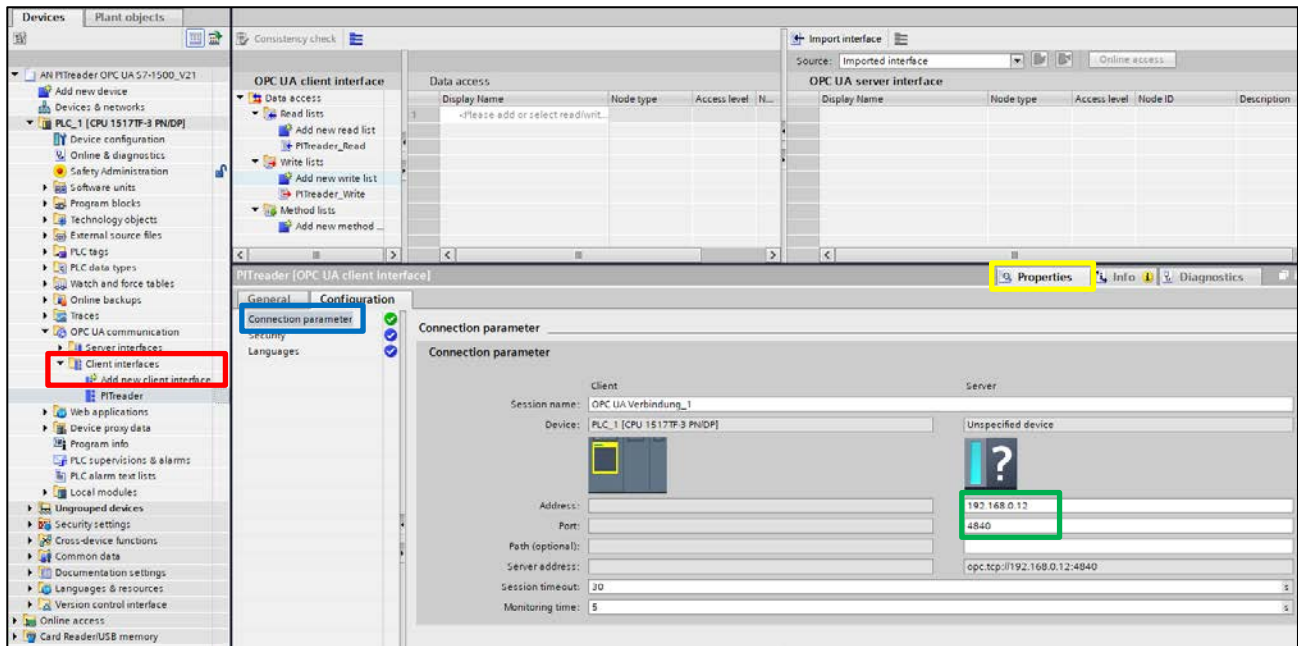 Devices
Plant objects
AN PITreader OPC UA S7-1500_V21
Add new device
Devices & networks
PLC_1 [CPU 1517TF-3 PN/DP]
Device configuration
Online & diagnostics
Safety Administration
Software units
Program blocks
Technology objects
External source files
PLC tags
PLC data types
Watch and force tables
Online backups
Traces
OPC UA communication
Server interfaces
Client interfaces
Add new client interface
PITreader
Web applications
Device proxy data
Program info
PLC supervisions & alarms
PLC alarm text lists
Local modules
Ungrouped devices
Security settings
Cross-device functions
Common data
Documentation settings
Languages & resources
Version control interface
Online access
Card Reader/USB memory
Consistency check
OPC UA client interface
Data access
Read lists
Add new read list
PITreader_Read
Write lists
Add new write list
PITreader_Write
Method lists
Add new method ...
Data access
Display Name Node type Access level N...
1 <Please add or select read/writ...
Import interface
Source: Imported interface Online access
OPC UA server interface
Display Name Node type Access level Node ID Description
PITreader [OPC UA client interface]
Properties Info Diagnostics
General Configuration
Connection parameter
Security
Languages
Connection parameter
Connection parameter
Client Server
Session name: OPC UA Verbindung_1
Device: PLC_1 [CPU 1517TF-3 PN/DP] Unspecified device
?
Address: 192.168.0.12
Port: 4840
Path (optional):
Server address: opc.tcp://192.168.0.12:4840
Session timeout: 30 s
Monitoring time: 5 s